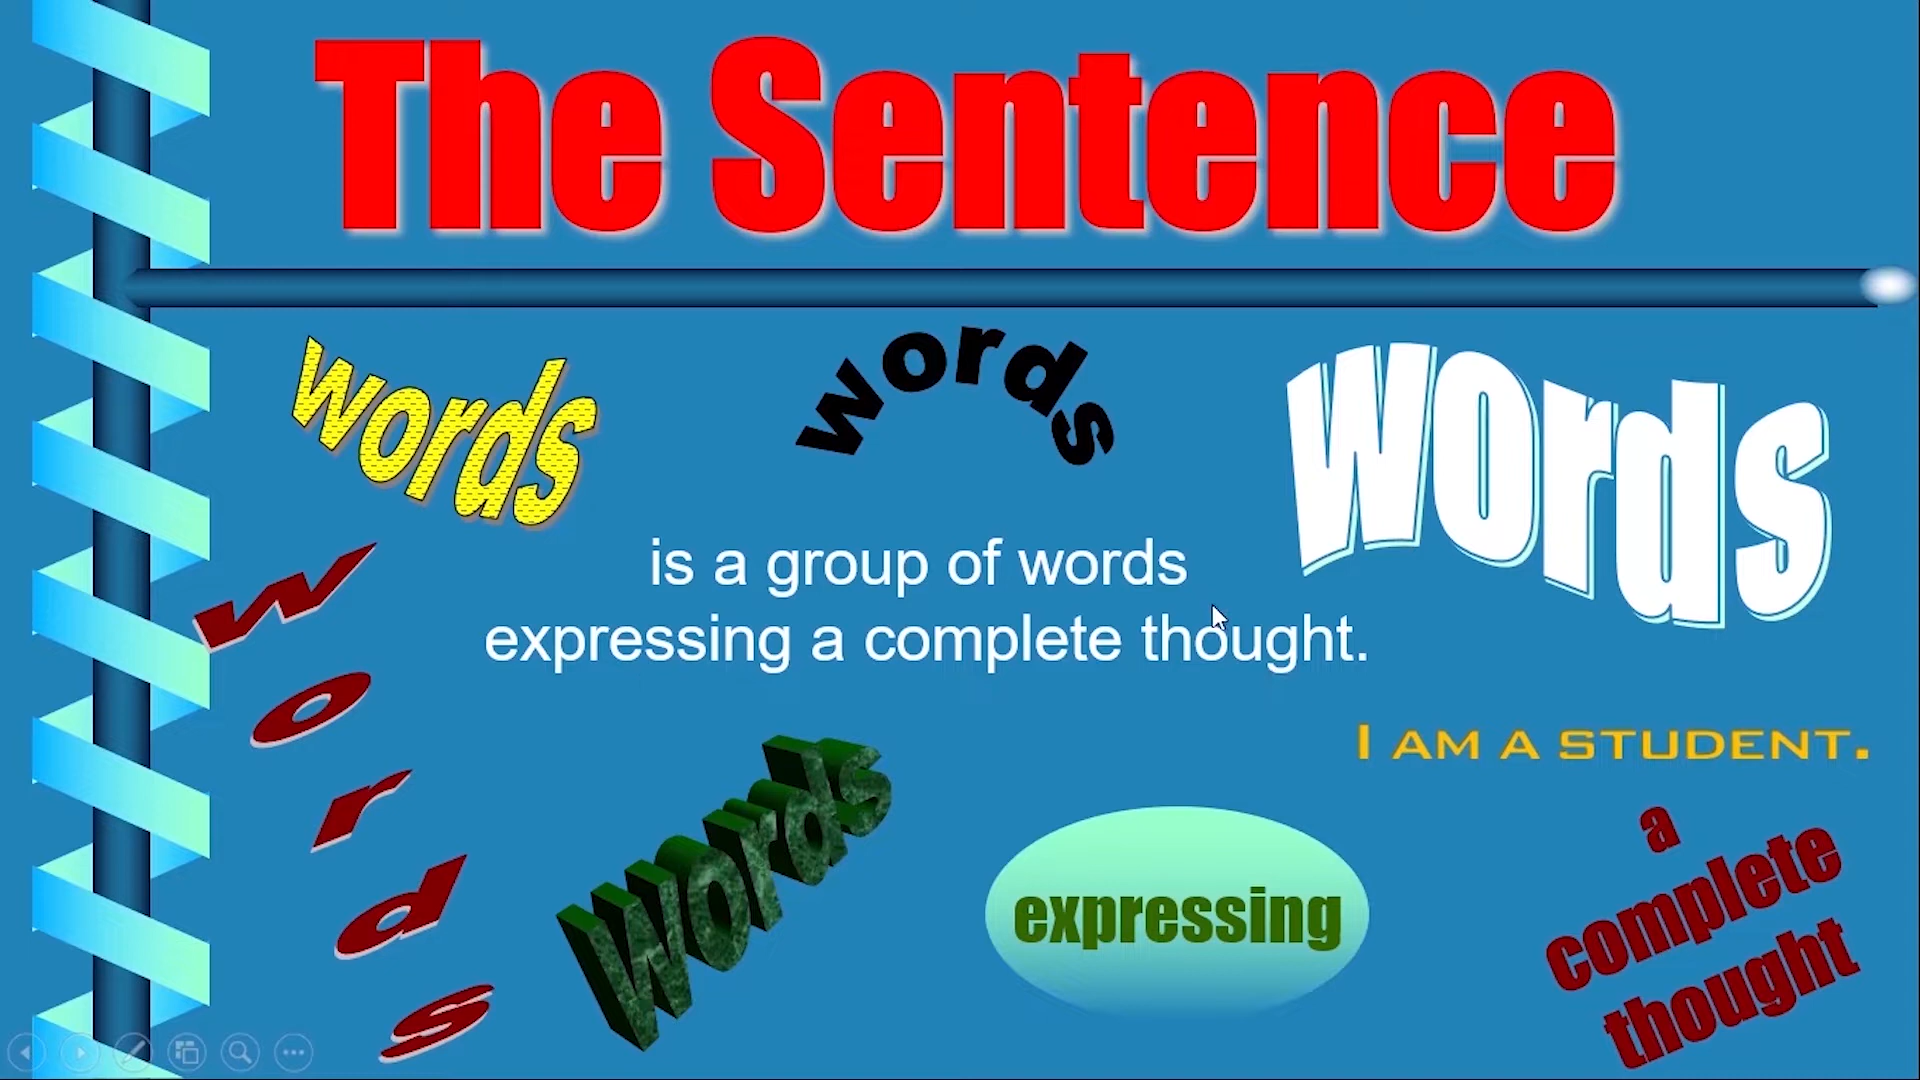 The Sentence
words
words
words
is a group of words
expressing a complete thought.
words
I AM A STUDENT.
words
expressing
a
complete
thought